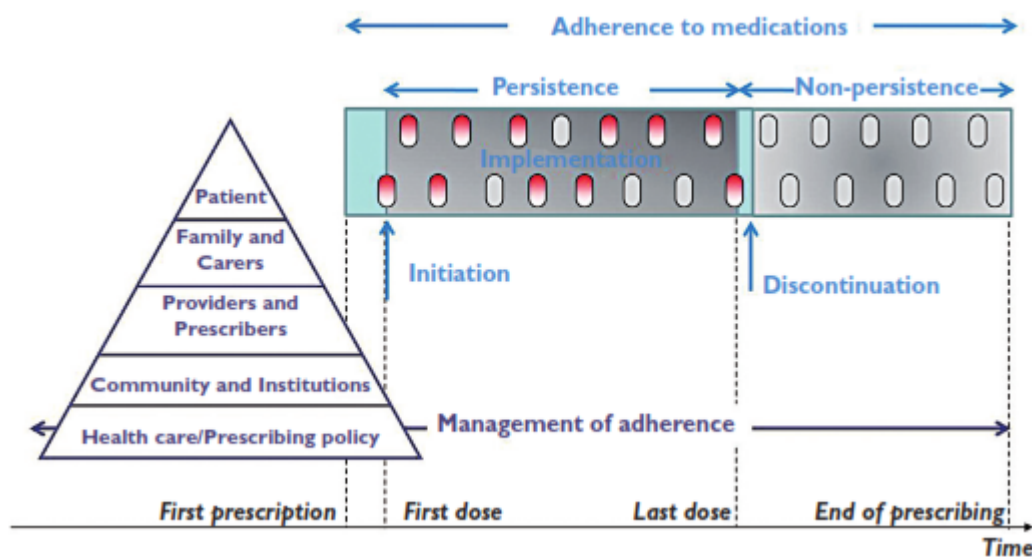 Adherence to medications
Persistence
Non-persistence
Implementation
Patient
Family and
Carers
Initiation
Discontinuation
Providers and
Prescribers
Community and Institutions
Management of adherence
Health care/Prescribing policy
First prescription
First dose
Last dose
End of prescribing
Time